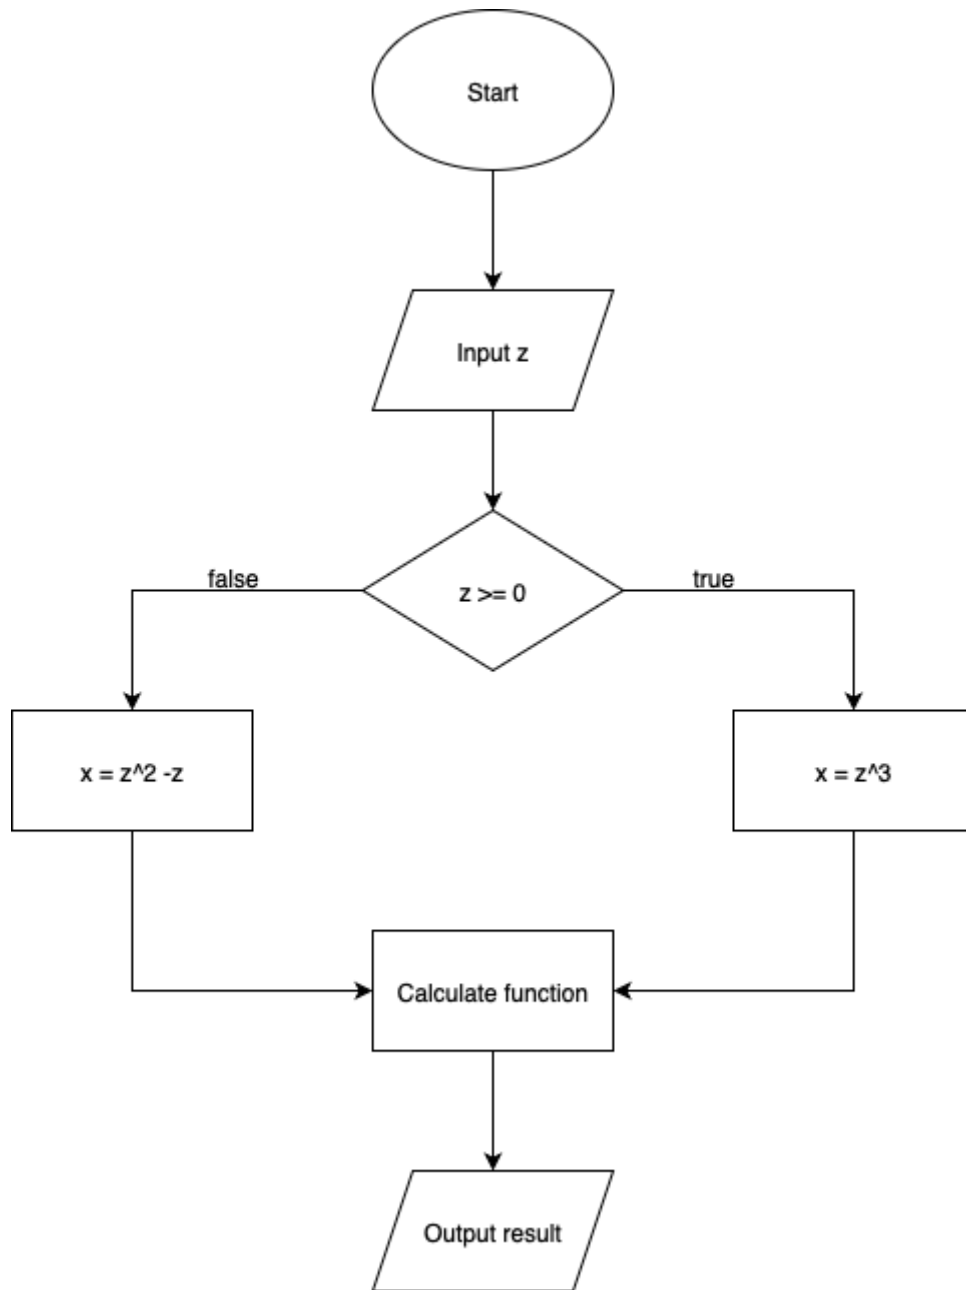 Start
Input z
false
z >= 0
true
x = z^2 -z
x = z^3
Calculate function
Output result